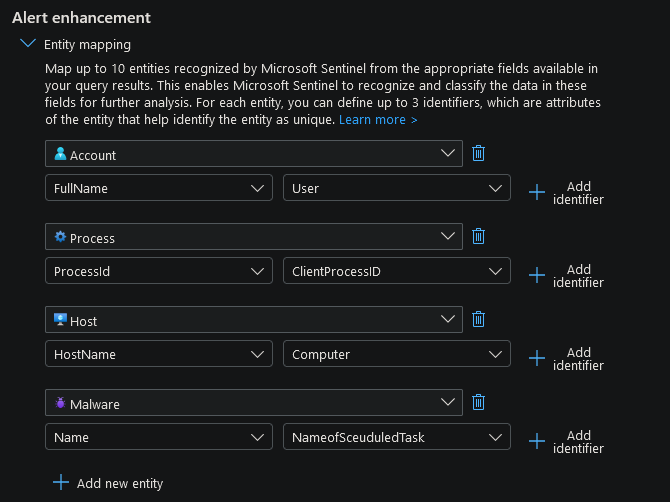 Alert enhancement
Entity mapping
Map up to 10 entities recognized by Microsoft Sentinel from the appropriate fields available in
your query results. This enables Microsoft Sentinel to recognize and classify the data in these
fields for further analysis. For each entity, you can define up to 3 identifiers, which are attributes
of the entity that help identify the entity as unique. Learn more >
Account
FullName User Add
identifier
Process
ProcessId ClientProcessID Add
identifier
Host
HostName Computer Add
identifier
Malware
Name NameofSceuduledTask Add
identifier
Add new entity